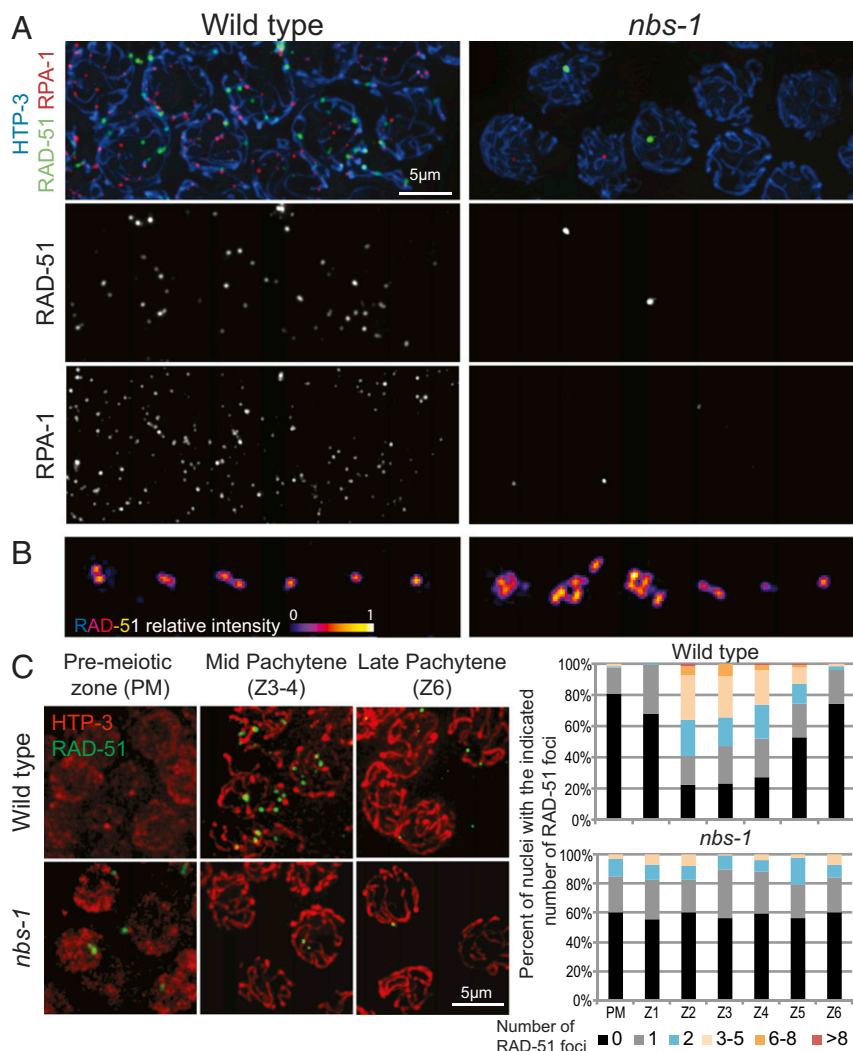 A
Wild type
nbs-1
HTP-3
RAD-51 RPA-1
5µm
RAD-51
RPA-1
B
RAD-51 relative intensity
0
1
C
Pre-meiotic
zone (PM)
Mid Pachytene
(Z3-4)
Late Pachytene
(Z6)
HTP-3
RAD-51
Wild type
nbs-1
5µm
Percent of nuclei with the indicated
number of RAD-51 foci
Wild type
100%
80%
60%
40%
20%
0%
nbs-1
100%
80%
60%
40%
20%
0%
PM Z1 Z2 Z3 Z4 Z5 Z6
Number of
RAD-51 foci
0 1 2 3-5 6-8 >8